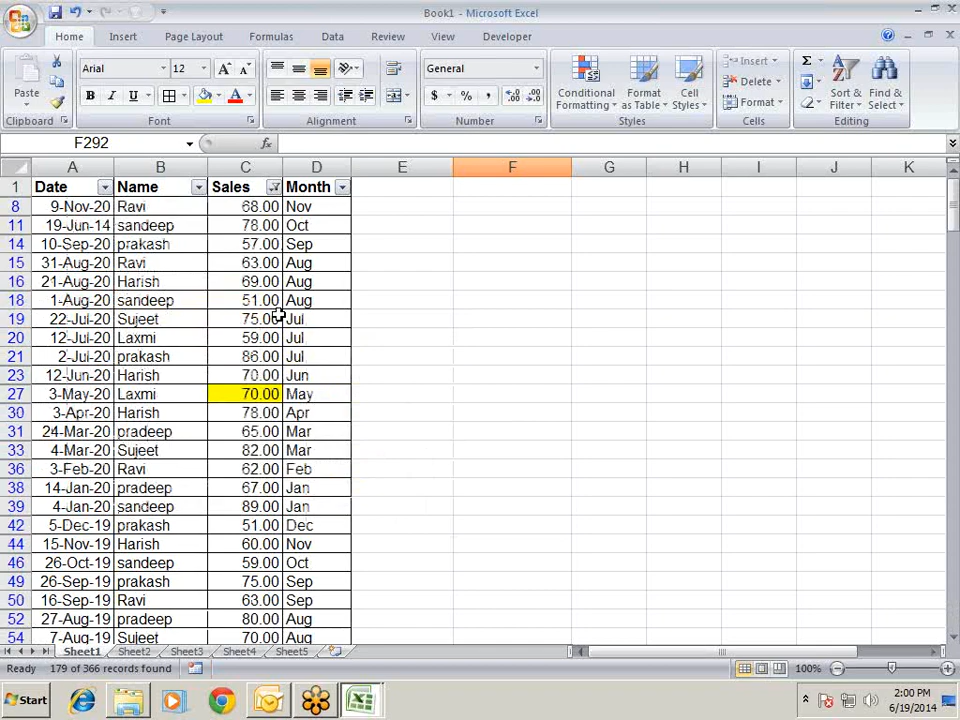 Book1 - Microsoft Excel
Home Insert Page Layout Formulas Data Review View Developer
Paste
Clipboard
Arial 12
B I U A
Font
Alignment
General
$ % ,
Number
Conditional Formatting
Format as Table
Cell Styles
Styles
Insert
Delete
Format
Cells
Sort & Filter
Find & Select
Editing
F292 fx
A B C D E F G H I J K
1 Date Name Sales Month
8 9-Nov-20 Ravi 68.00 Nov
11 19-Jun-14 sandeep 78.00 Oct
14 10-Sep-20 prakash 57.00 Sep
15 31-Aug-20 Ravi 63.00 Aug
16 21-Aug-20 Harish 69.00 Aug
18 1-Aug-20 sandeep 51.00 Aug
19 22-Jul-20 Sujeet 75.00 Jul
20 12-Jul-20 Laxmi 59.00 Jul
21 2-Jul-20 prakash 86.00 Jul
23 12-Jun-20 Harish 70.00 Jun
27 3-May-20 Laxmi 70.00 May
30 3-Apr-20 Harish 78.00 Apr
31 24-Mar-20 pradeep 65.00 Mar
33 4-Mar-20 Sujeet 82.00 Mar
36 3-Feb-20 Ravi 62.00 Feb
38 14-Jan-20 pradeep 67.00 Jan
39 4-Jan-20 sandeep 89.00 Jan
42 5-Dec-19 prakash 51.00 Dec
44 15-Nov-19 Harish 60.00 Nov
46 26-Oct-19 sandeep 59.00 Oct
49 26-Sep-19 prakash 75.00 Sep
50 16-Sep-19 Ravi 63.00 Sep
52 27-Aug-19 pradeep 80.00 Aug
54 7-Aug-19 Sujeet 70.00 Aug
Sheet1 Sheet2 Sheet3 Sheet4 Sheet5
Ready 179 of 366 records found 100%
Start 2:00 PM
6/19/2014